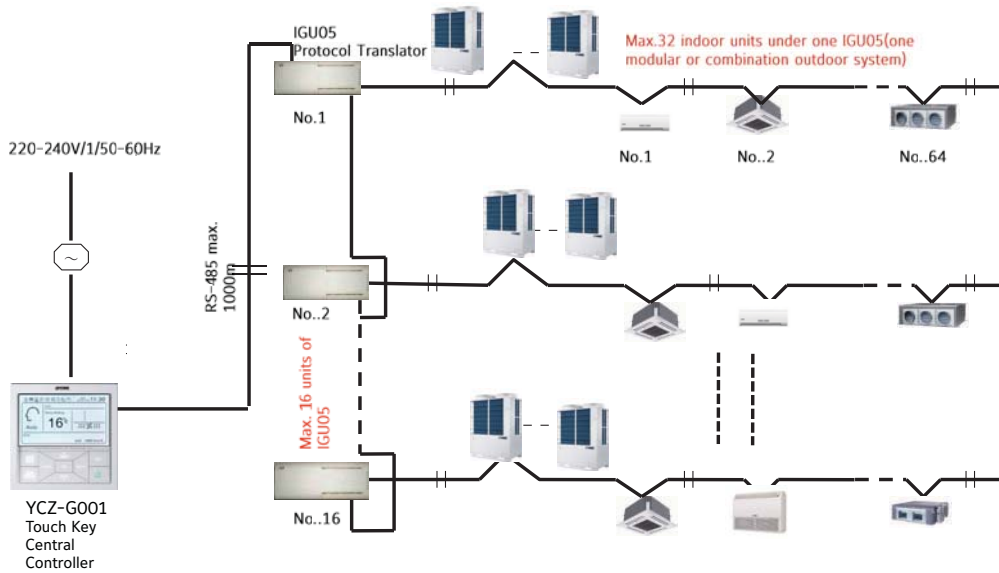 IGU05
Protocol Translator
Max.32 indoor units under one IGU05(one
modular or combination outdoor system)
No.1
No.1
No..2
No..64
220-240V/1/50-60Hz
~
RS-485 max.
1000m
No..2
Max. 16 units of
IGU05
16
No..16
YCZ-G001
Touch Key
Central
Controller